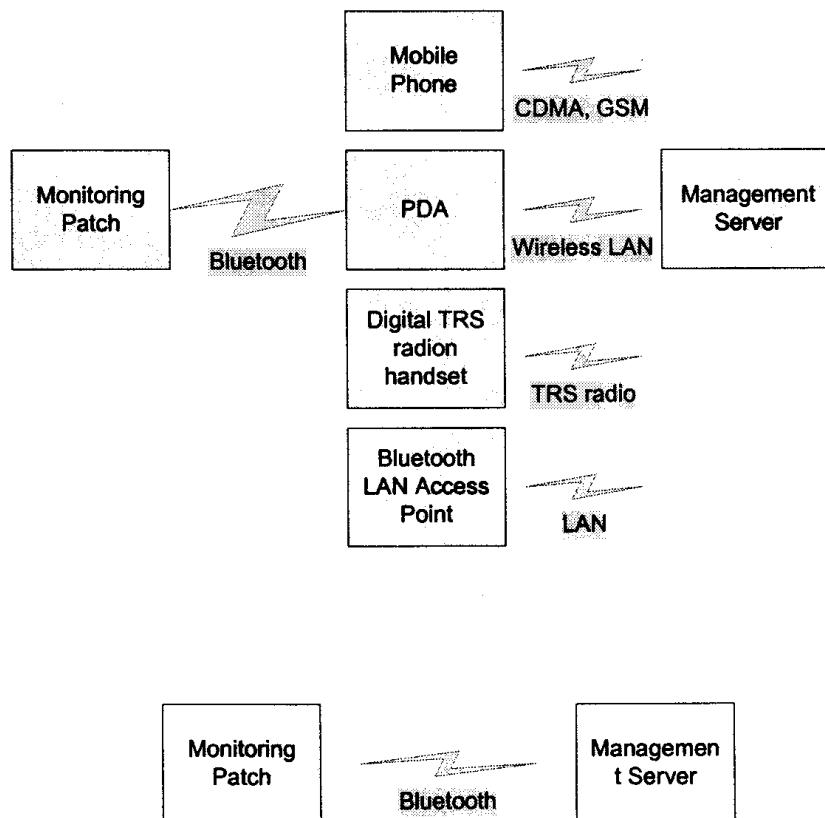 Mobile
Phone
CDMA, GSM
Monitoring
Patch
Bluetooth
PDA
Wireless LAN
Management
Server
Digital TRS
radion
handset
TRS radio
Bluetooth
LAN Access
Point
LAN
Monitoring
Patch
Bluetooth
Managemen
t Server